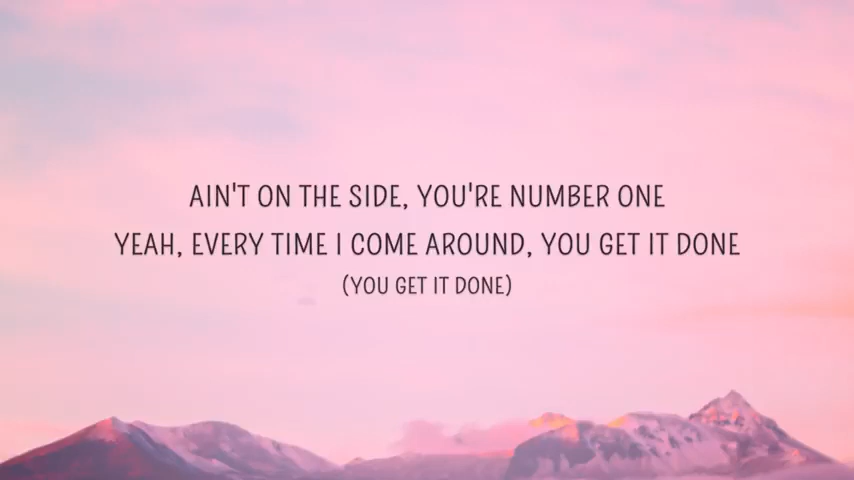 AIN'T ON THE SIDE, YOU'RE NUMBER ONE
YEAH, EVERY TIME I COME AROUND, YOU GET IT DONE
(YOU GET IT DONE)